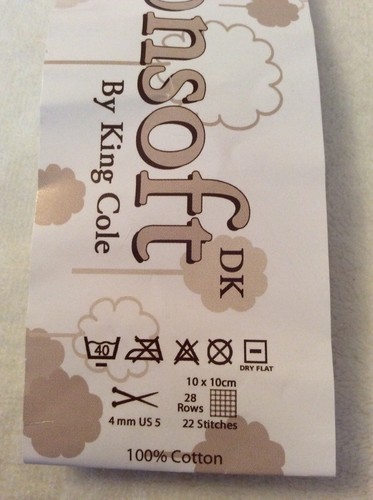 onsoft
DK
By King Cole
40
DRY FLAT
10 x 10cm
28
Rows
4 mm US 5
22 Stitches
100% Cotton